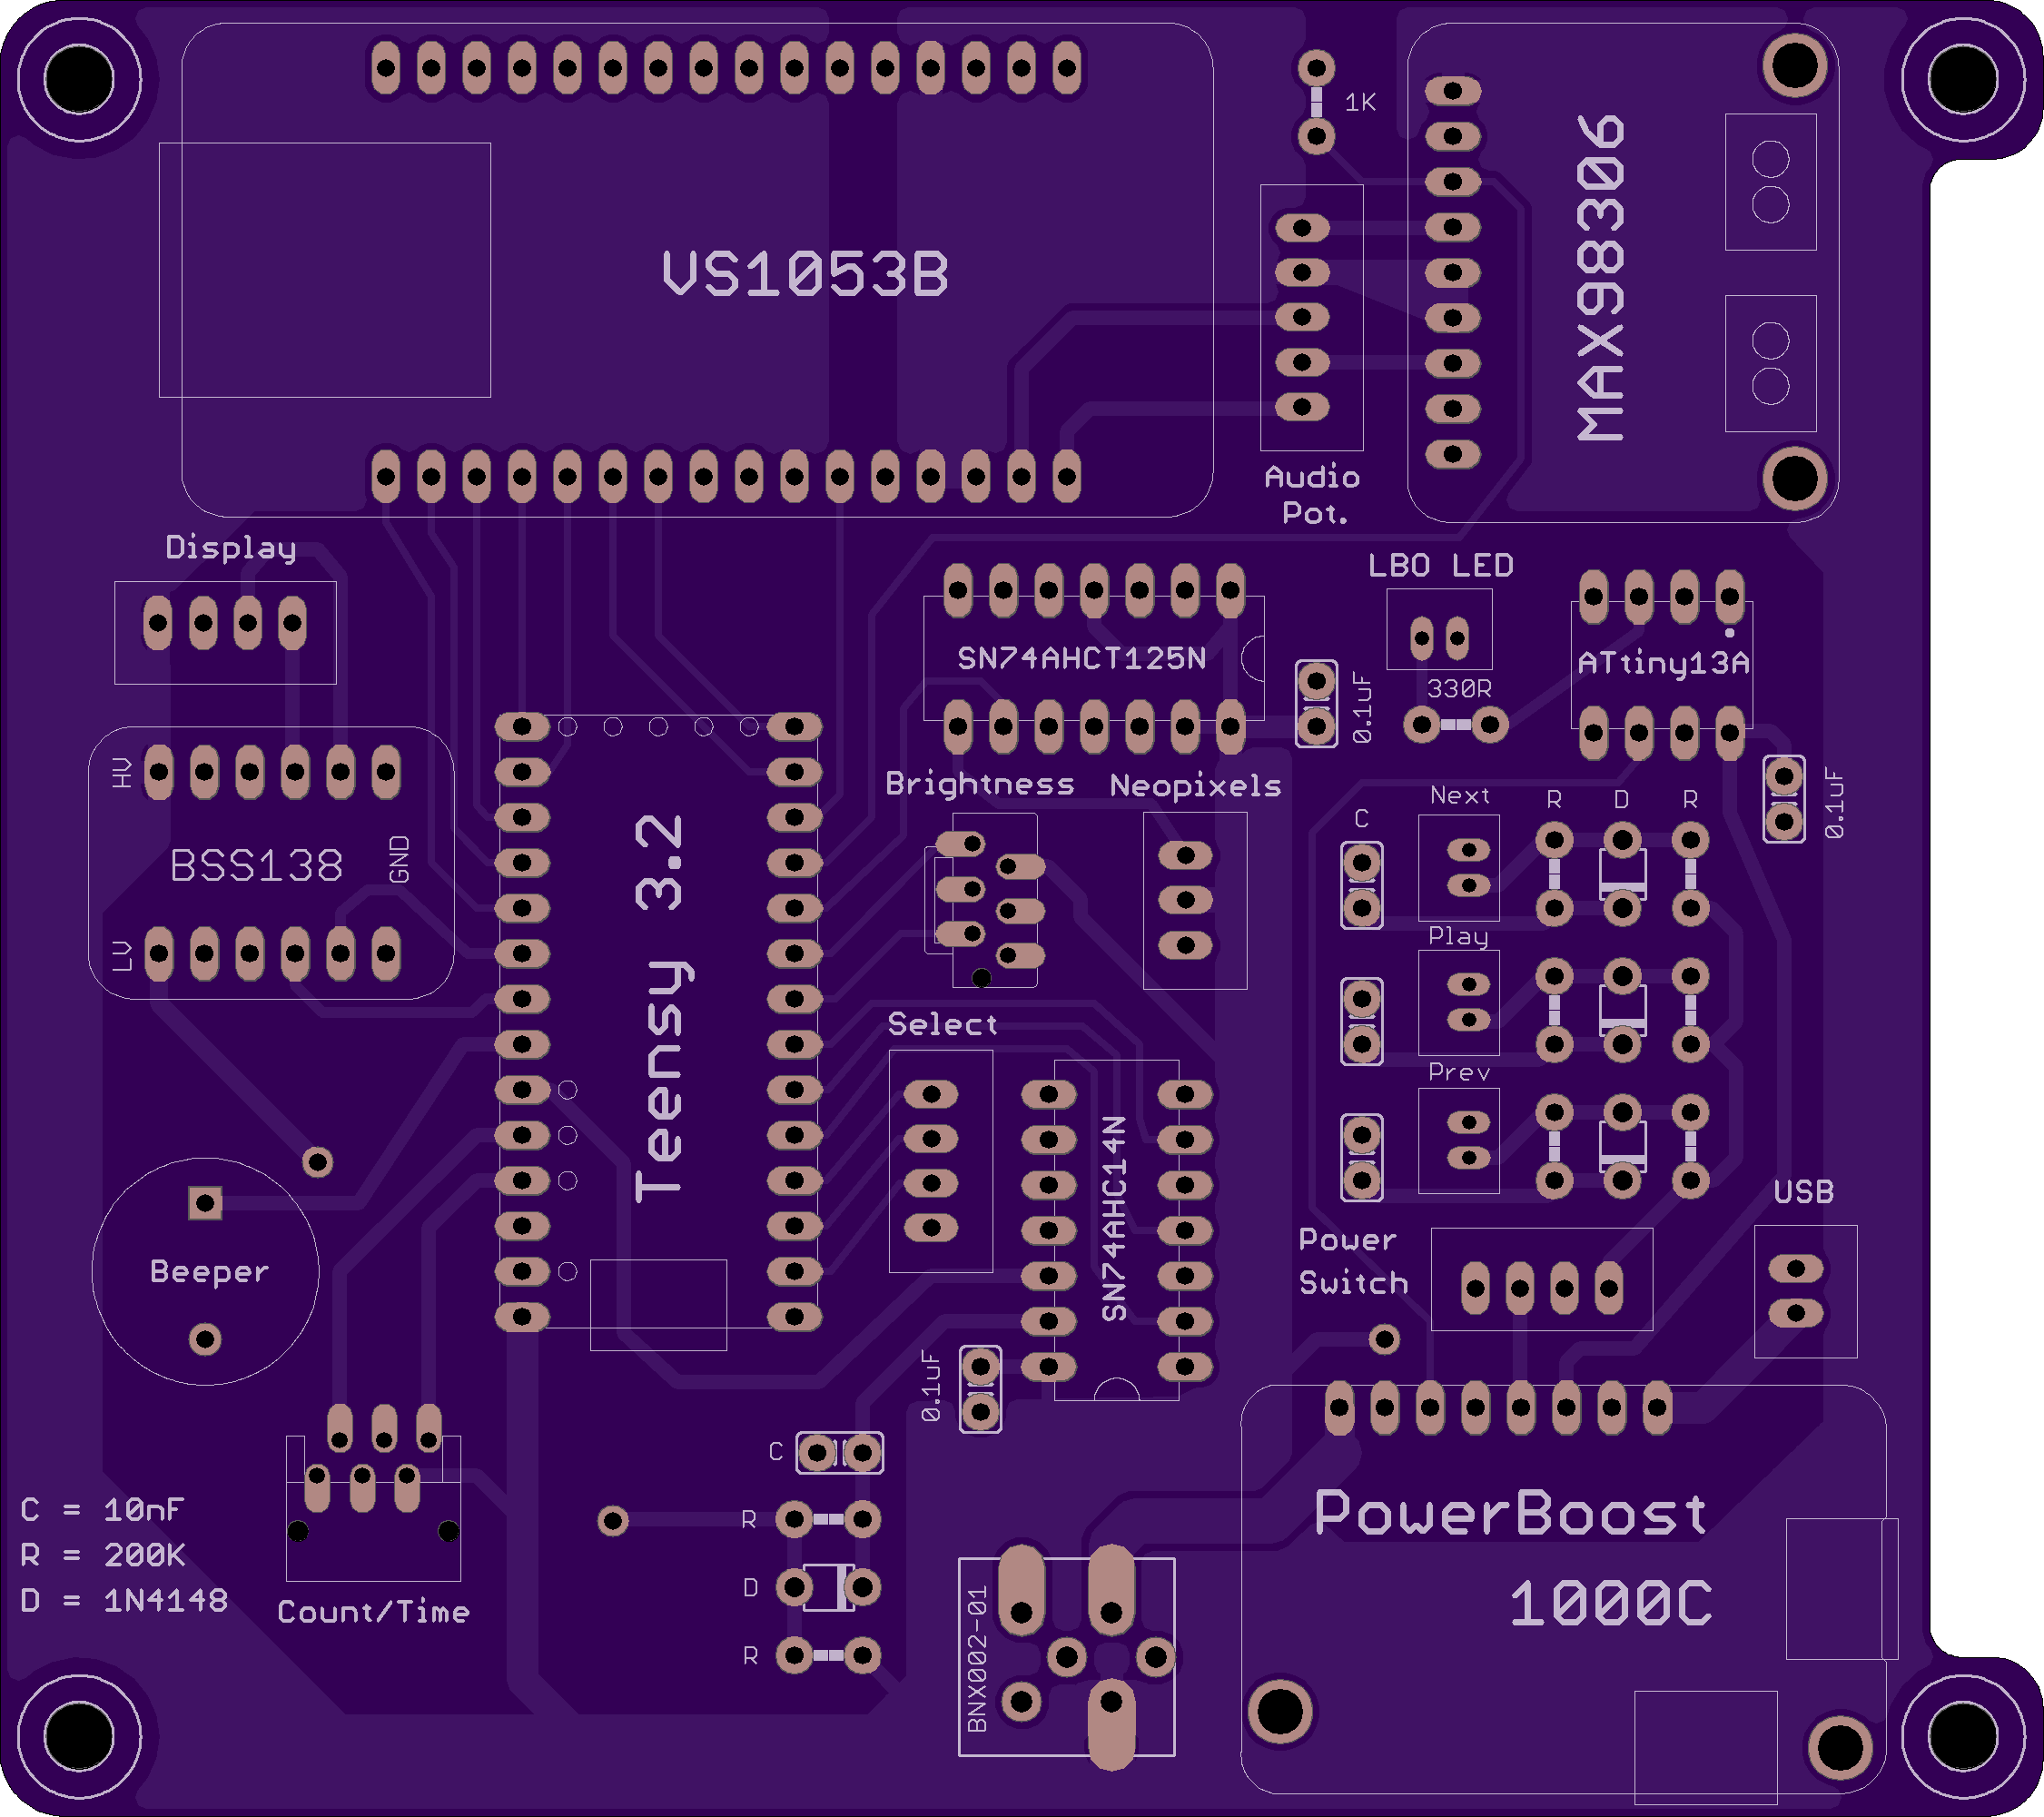 1K
VS1053B
MAX98306
Audio
Pot.
Display
LBO LED
SN74AHCT125N
ATtiny13A
330R
0.1uF
HV
BSS138
GND
LV
Teensy 3.2
Brightness
Neopixels
0.1uF
C
Next
R
D
R
Play
Prev
Select
SN74AHC14N
USB
Power
Switch
Beeper
0.1uF
C
R
D
R
C = 10nF
R = 200K
D = 1N4148
Count/Time
BNX002-01
PowerBoost
1000C